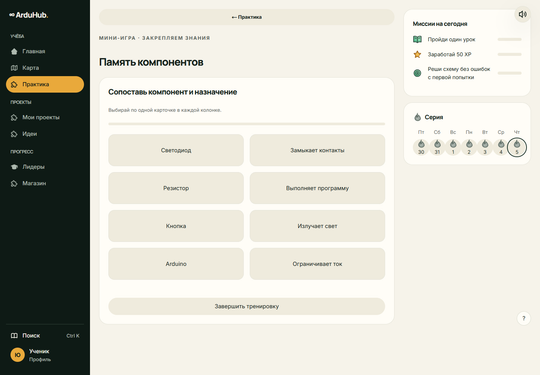 ArduHub.
УЧЁБА
Главная
Карта
Практика
ПРОЕКТЫ
Мои проекты
Идеи
ПРОГРЕСС
Лидеры
Магазин
Поиск
Ctrl K
Ю
Ученик
Профиль
← Практика
МИНИ-ИГРА · ЗАКРЕПЛЯЕМ ЗНАНИЯ
Память компонентов
Сопоставь компонент и назначение
Выбирай по одной карточке в каждой колонке.
Светодиод
Замыкает контакты
Резистор
Выполняет программу
Кнопка
Излучает свет
Arduino
Ограничивает ток
Завершить тренировку
Миссии на сегодня
Пройди один урок
Заработай 50 XP
Реши схему без ошибок
с первой попытки
Серия
Пт Сб Вс Пн Вт Ср Чт
30 31 1 2 3 4 5
?